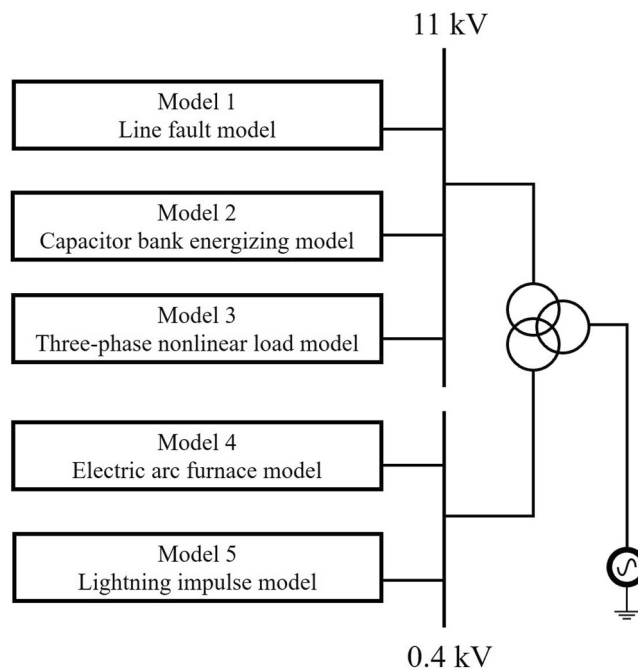 11 kV
Model 1
Line fault model
Model 2
Capacitor bank energizing model
Model 3
Three-phase nonlinear load model
Model 4
Electric arc furnace model
Model 5
Lightning impulse model
0.4 kV